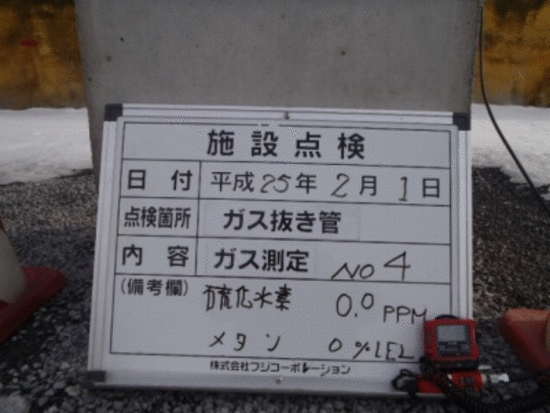 施設点検
日付 平成25年2月1日
点検箇所 ガス抜き管
内容 ガス測定 NO4
(備考欄) 硫化水素 0.0 PPM
メタン 0 %LEL
株式会社フジコーポレーション